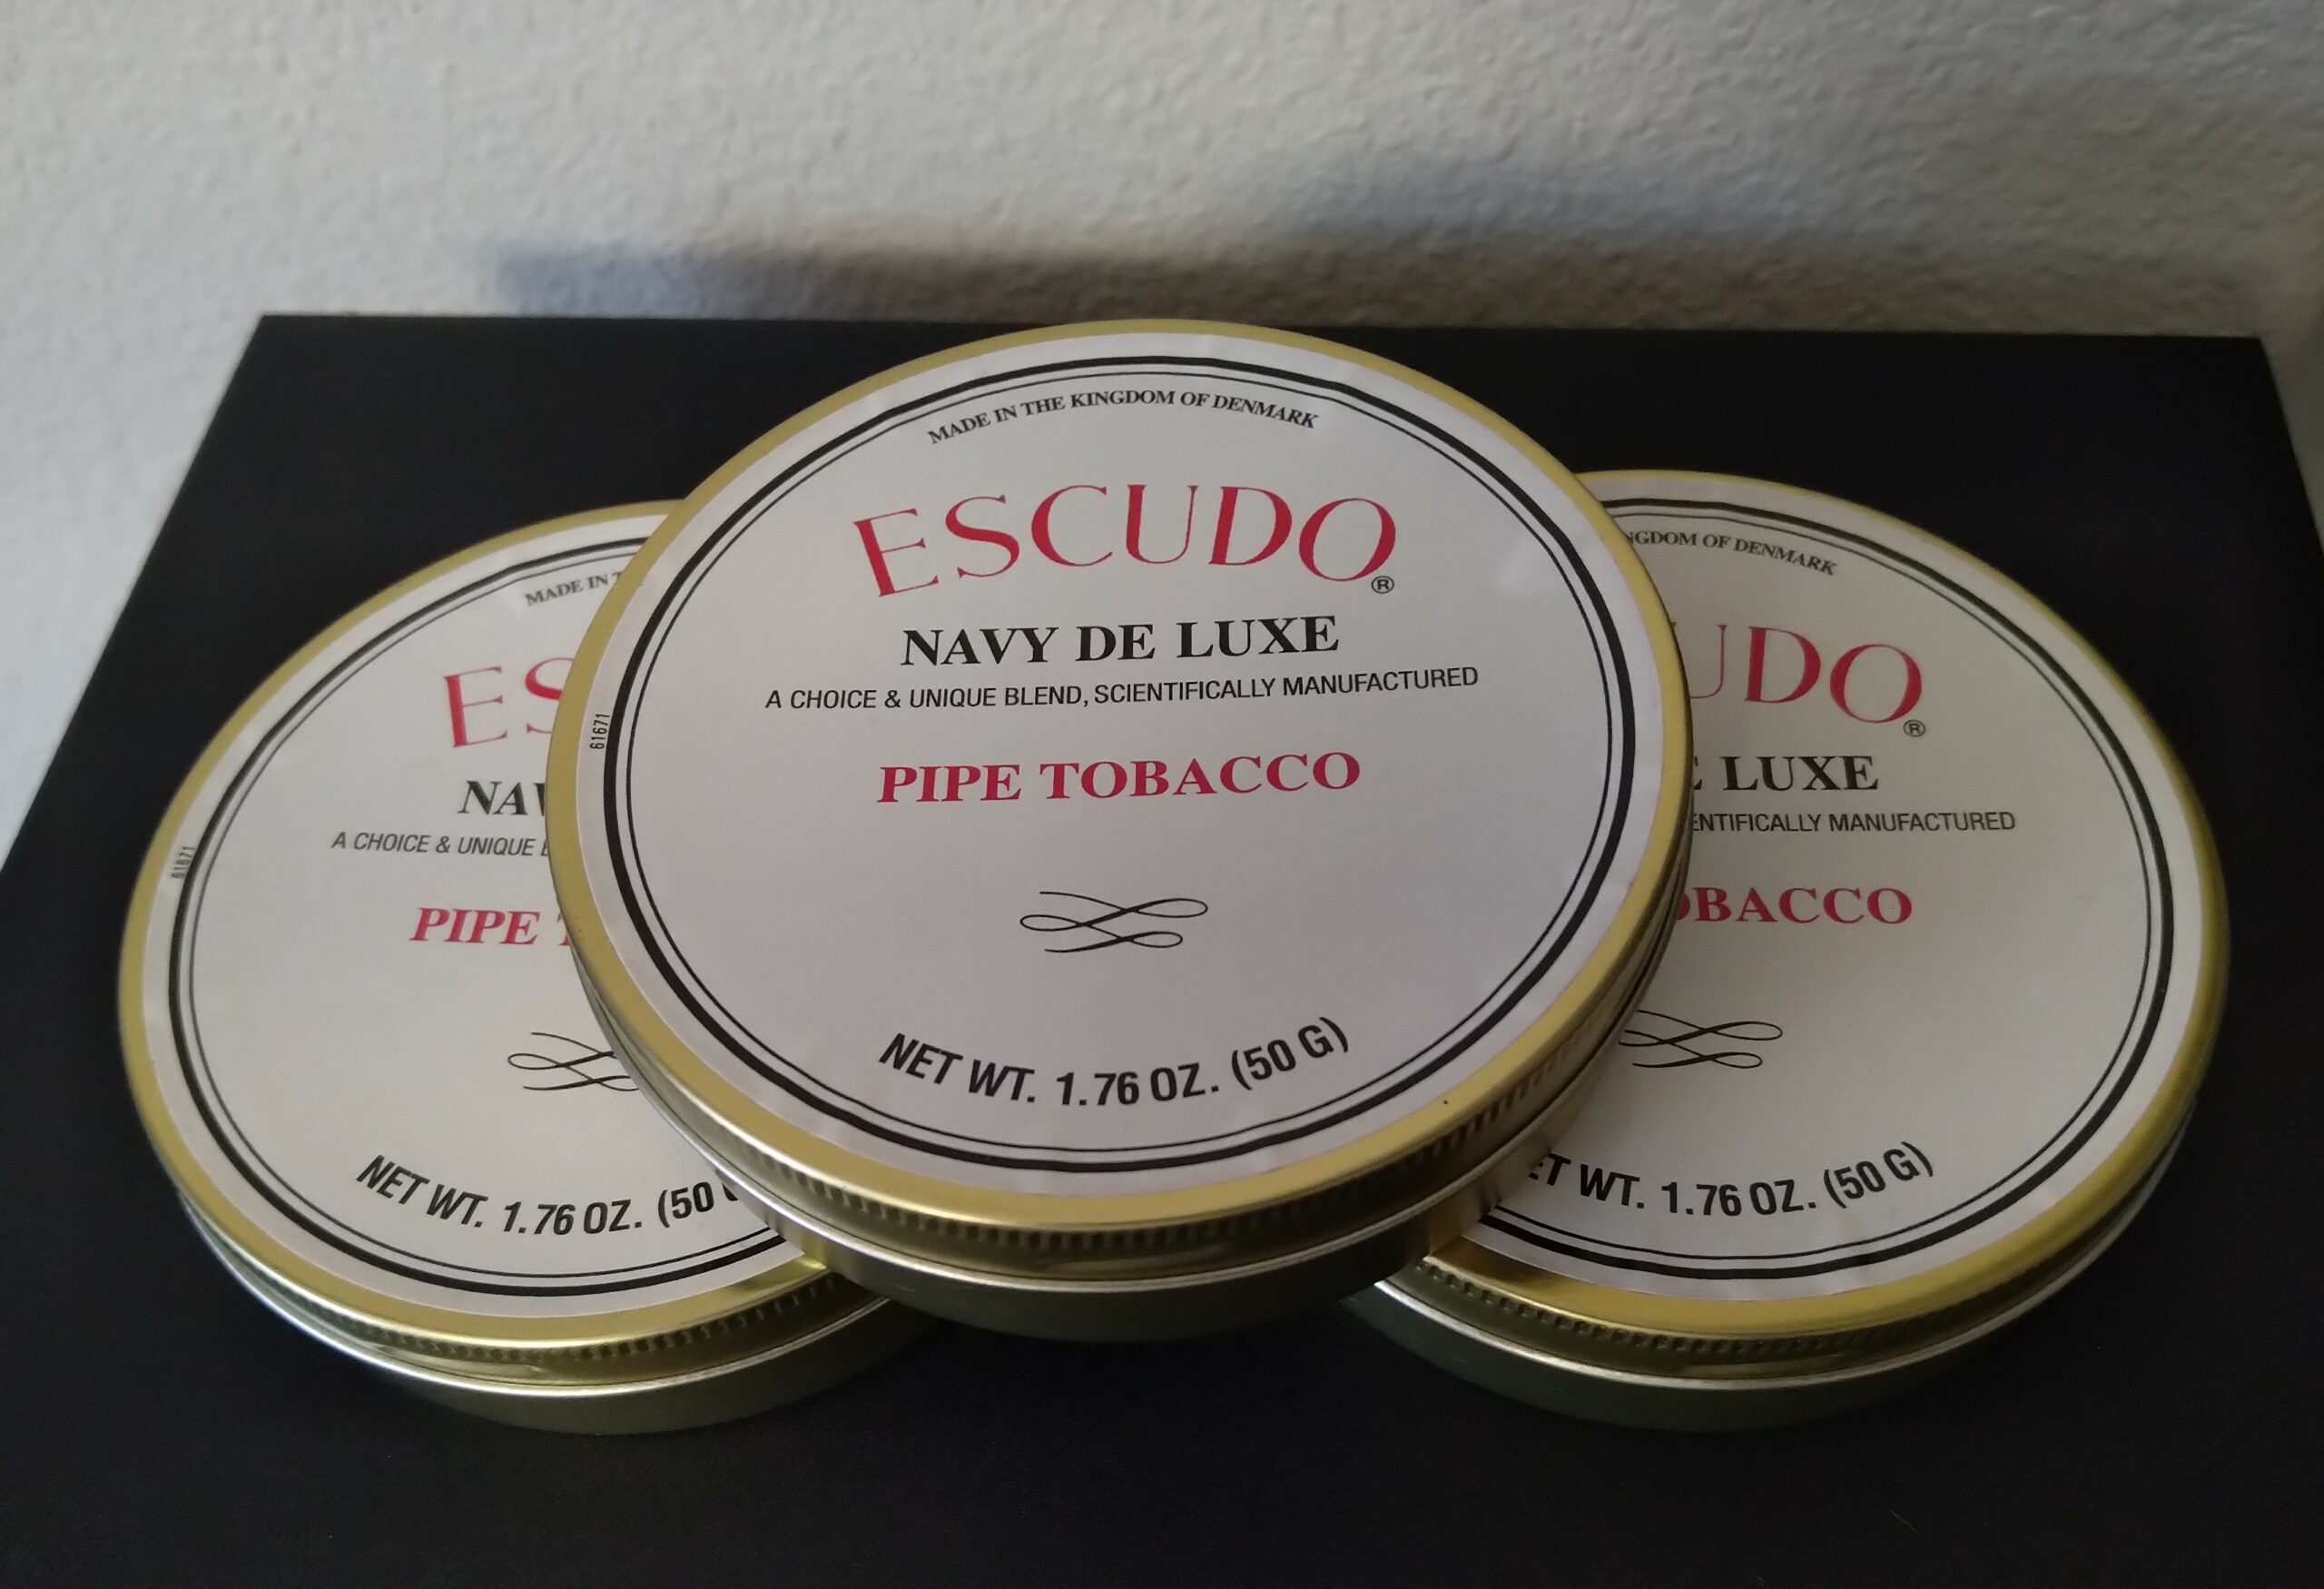 MADE IN THE KINGDOM OF DENMARK
ESCUDO®
NAVY DE LUXE
A CHOICE & UNIQUE BLEND, SCIENTIFICALLY MANUFACTURED
61671
PIPE TOBACCO
NET WT. 1.76 OZ. (50 G)
MADE IN T
ES
NAV
A CHOICE & UNIQUE
61671
PIPE
NET WT. 1.76 OZ. (50
NGDOM OF DENMARK
UDO®
E LUXE
ENTIFICALLY MANUFACTURED
OBACCO
ET WT. 1.76 OZ. (50 G)